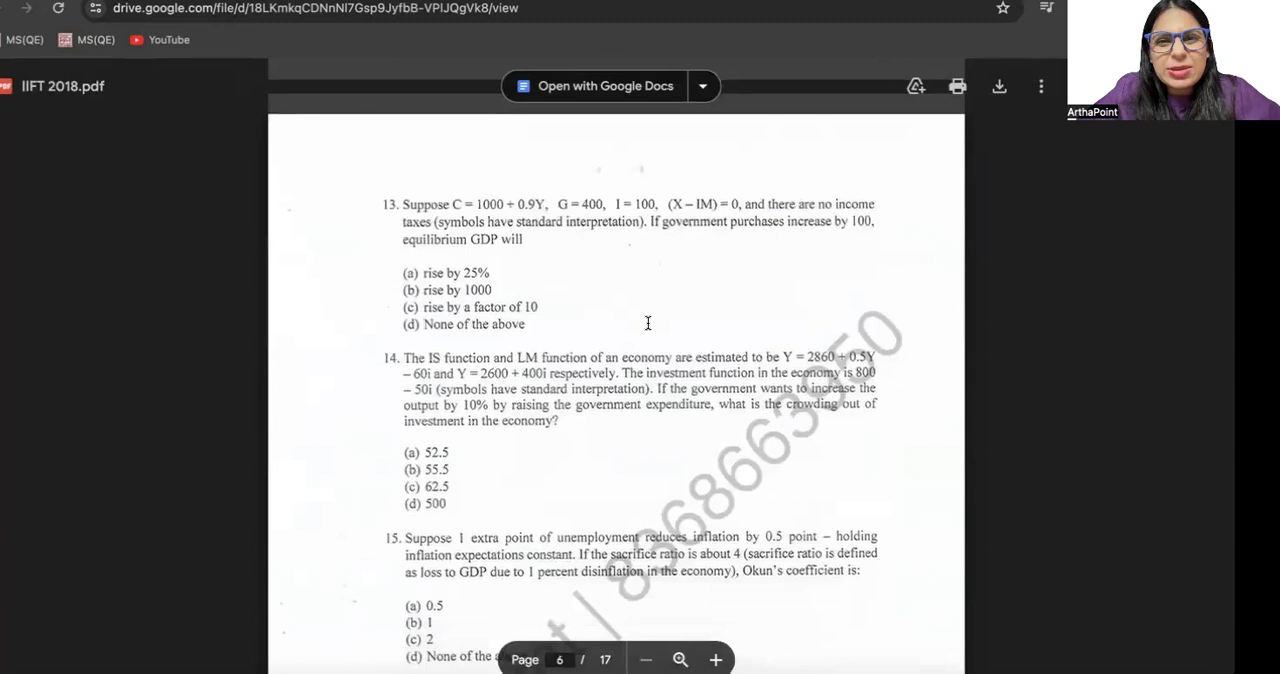 drive.google.com/file/d/18LKmkqCDNnNl7Gsp9JyfbB-VPlJQgVk8/view
MS(QE)
MS(QE)
YouTube
PDF
IIFT 2018.pdf
Open with Google Docs
ArthaPoint
13. Suppose C = 1000 + 0.9Y, G = 400, I = 100, (X – IM) = 0, and there are no income
taxes (symbols have standard interpretation). If government purchases increase by 100,
equilibrium GDP will
(a) rise by 25%
(b) rise by 1000
(c) rise by a factor of 10
(d) None of the above
14. The IS function and LM function of an economy are estimated to be Y = 2860 + 0.5Y
– 60i and Y = 2600 + 400i respectively. The investment function in the economy is 800
– 50i (symbols have standard interpretation). If the government wants to increase the
output by 10% by raising the government expenditure, what is the crowding out of
investment in the economy?
(a) 52.5
(b) 55.5
(c) 62.5
(d) 500
15. Suppose 1 extra point of unemployment reduces inflation by 0.5 point – holding
inflation expectations constant. If the sacrifice ratio is about 4 (sacrifice ratio is defined
as loss to GDP due to 1 percent disinflation in the economy), Okun's coefficient is:
(a) 0.5
(b) 1
(c) 2
(d) None of the
| 8368663950
Page 6 / 17